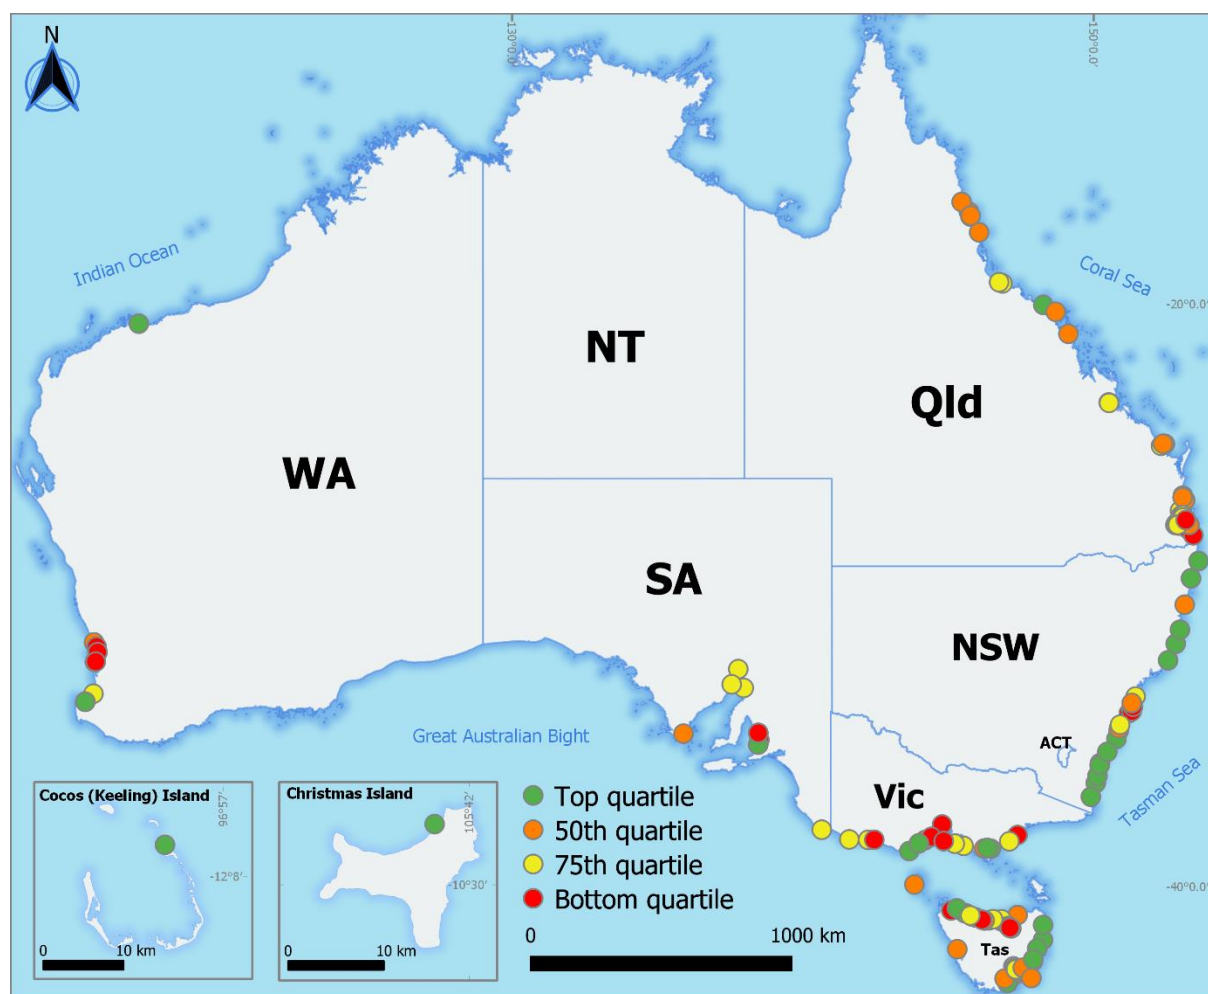 N
130°0.0'
150°0.0'
Indian Ocean
Coral Sea
-20°0.0'
NT
Qld
WA
SA
NSW
Great Australian Bight
ACT
Tasman Sea
Vic
Cocos (Keeling) Island
96°57'
-12°8'
0 10 km
Christmas Island
105°42'
-10°30'
0 10 km
Top quartile
50th quartile
75th quartile
Bottom quartile
0 1000 km
-40°0.0'
Tas